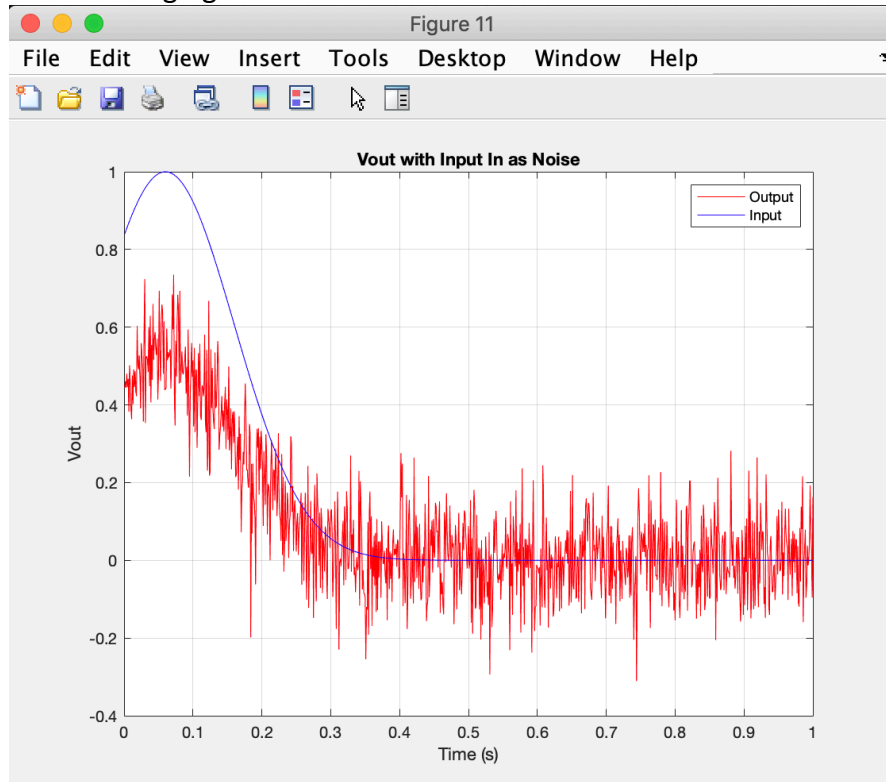 Figure 11
File Edit View Insert Tools Desktop Window Help
Vout with Input In as Noise
Output
Input
1
0.8
0.6
0.4
0.2
0
-0.2
-0.4
Vout
0 0.1 0.2 0.3 0.4 0.5 0.6 0.7 0.8 0.9 1
Time (s)